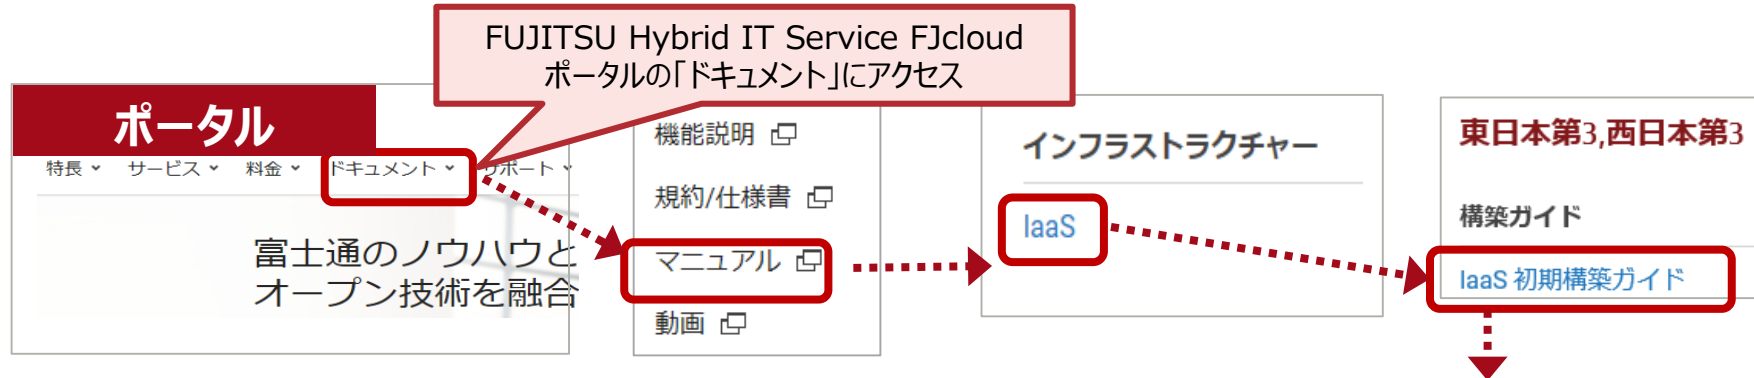 FUJITSU Hybrid IT Service FJcloud
ポータルの「ドキュメント」にアクセス
ポータル
特長 サービス 料金 ドキュメント サポート
富士通のノウハウと
オープン技術を融合
機能説明
規約/仕様書
マニュアル
動画
インフラストラクチャー
IaaS
東日本第3,西日本第3
構築ガイド
IaaS 初期構築ガイド